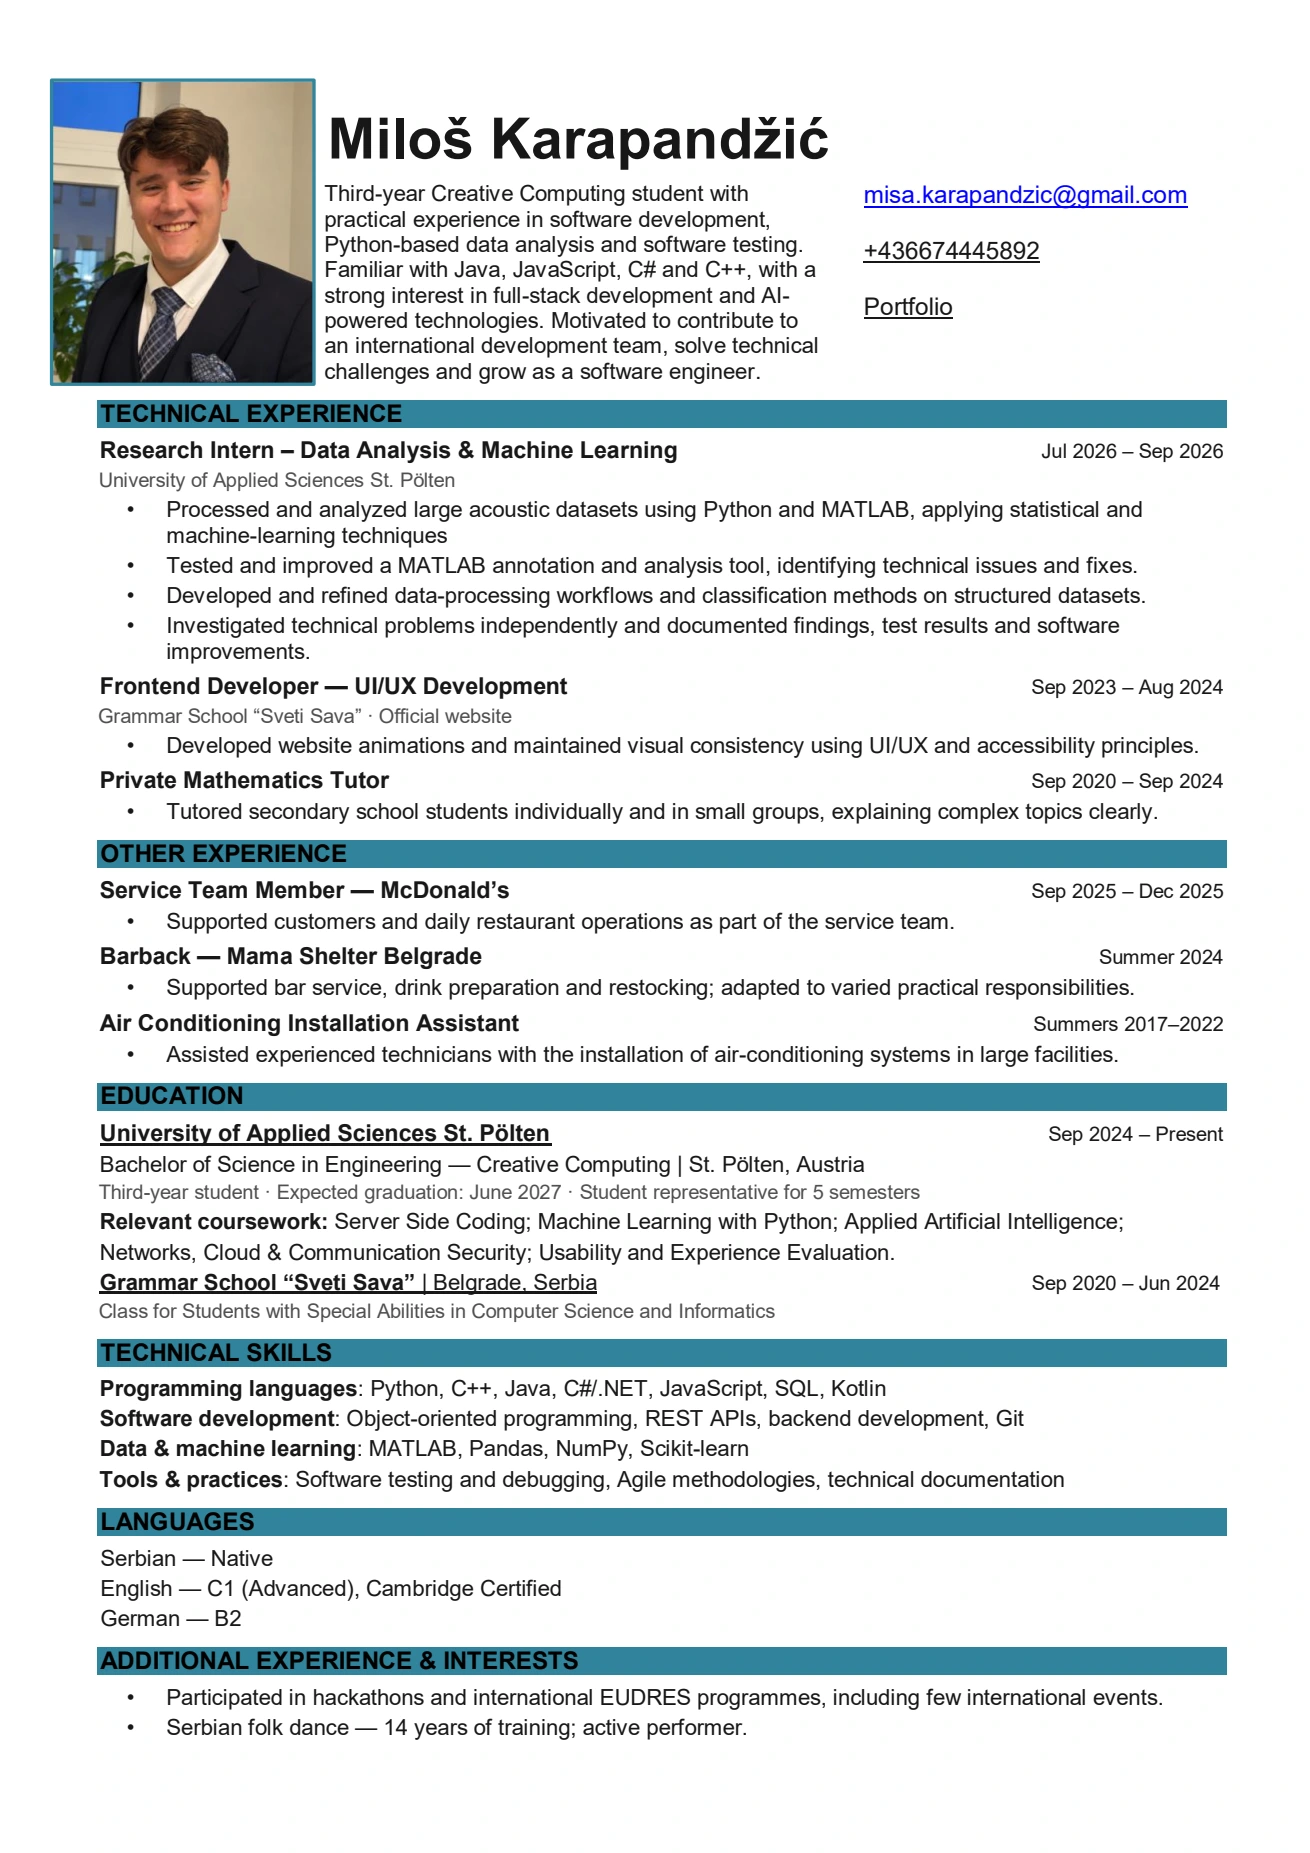 Miloš Karapandžić
Third-year Creative Computing student with
practical experience in software development,
Python-based data analysis and software testing.
Familiar with Java, JavaScript, C# and C++, with a
strong interest in full-stack development and AI-
powered technologies. Motivated to contribute to
an international development team, solve technical
challenges and grow as a software engineer.
misa.karapandzic@gmail.com
+436674445892
Portfolio
TECHNICAL EXPERIENCE
Research Intern – Data Analysis & Machine Learning Jul 2026 – Sep 2026
University of Applied Sciences St. Pölten
• Processed and analyzed large acoustic datasets using Python and MATLAB, applying statistical and
machine-learning techniques
• Tested and improved a MATLAB annotation and analysis tool, identifying technical issues and fixes.
• Developed and refined data-processing workflows and classification methods on structured datasets.
• Investigated technical problems independently and documented findings, test results and software
improvements.
Frontend Developer — UI/UX Development Sep 2023 – Aug 2024
Grammar School “Sveti Sava” · Official website
• Developed website animations and maintained visual consistency using UI/UX and accessibility principles.
Private Mathematics Tutor Sep 2020 – Sep 2024
• Tutored secondary school students individually and in small groups, explaining complex topics clearly.
OTHER EXPERIENCE
Service Team Member — McDonald’s Sep 2025 – Dec 2025
• Supported customers and daily restaurant operations as part of the service team.
Barback — Mama Shelter Belgrade Summer 2024
• Supported bar service, drink preparation and restocking; adapted to varied practical responsibilities.
Air Conditioning Installation Assistant Summers 2017–2022
• Assisted experienced technicians with the installation of air-conditioning systems in large facilities.
EDUCATION
University of Applied Sciences St. Pölten Sep 2024 – Present
Bachelor of Science in Engineering — Creative Computing | St. Pölten, Austria
Third-year student · Expected graduation: June 2027 · Student representative for 5 semesters
Relevant coursework: Server Side Coding; Machine Learning with Python; Applied Artificial Intelligence;
Networks, Cloud & Communication Security; Usability and Experience Evaluation.
Grammar School “Sveti Sava” | Belgrade, Serbia Sep 2020 – Jun 2024
Class for Students with Special Abilities in Computer Science and Informatics
TECHNICAL SKILLS
Programming languages: Python, C++, Java, C#/.NET, JavaScript, SQL, Kotlin
Software development: Object-oriented programming, REST APIs, backend development, Git
Data & machine learning: MATLAB, Pandas, NumPy, Scikit-learn
Tools & practices: Software testing and debugging, Agile methodologies, technical documentation
LANGUAGES
Serbian — Native
English — C1 (Advanced), Cambridge Certified
German — B2
ADDITIONAL EXPERIENCE & INTERESTS
• Participated in hackathons and international EUDRES programmes, including few international events.
• Serbian folk dance — 14 years of training; active performer.